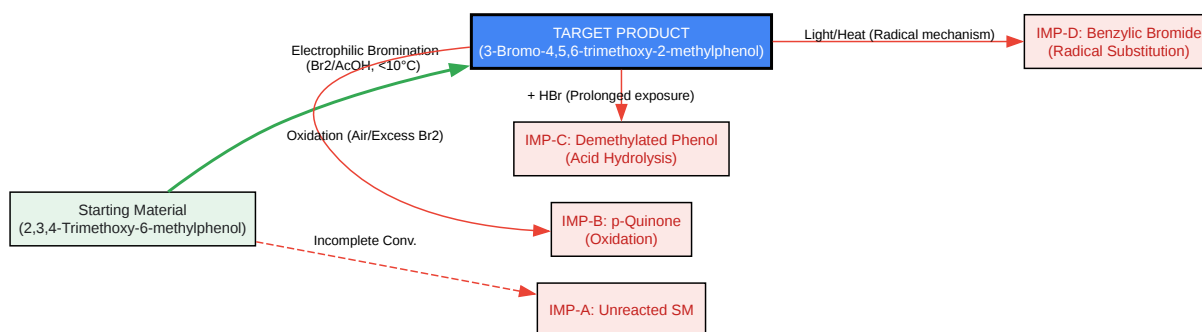 TARGET PRODUCT
(3-Bromo-4,5,6-trimethoxy-2-methylphenol)
Light/Heat (Radical mechanism)
IMP-D: Benzylic Bromide
(Radical Substitution)
Electrophilic Bromination
(Br2/AcOH, <10°C)
+ HBr (Prolonged exposure)
Oxidation (Air/Excess Br2)
IMP-C: Demethylated Phenol
(Acid Hydrolysis)
Starting Material
(2,3,4-Trimethoxy-6-methylphenol)
IMP-B: p-Quinone
(Oxidation)
Incomplete Conv.
IMP-A: Unreacted SM